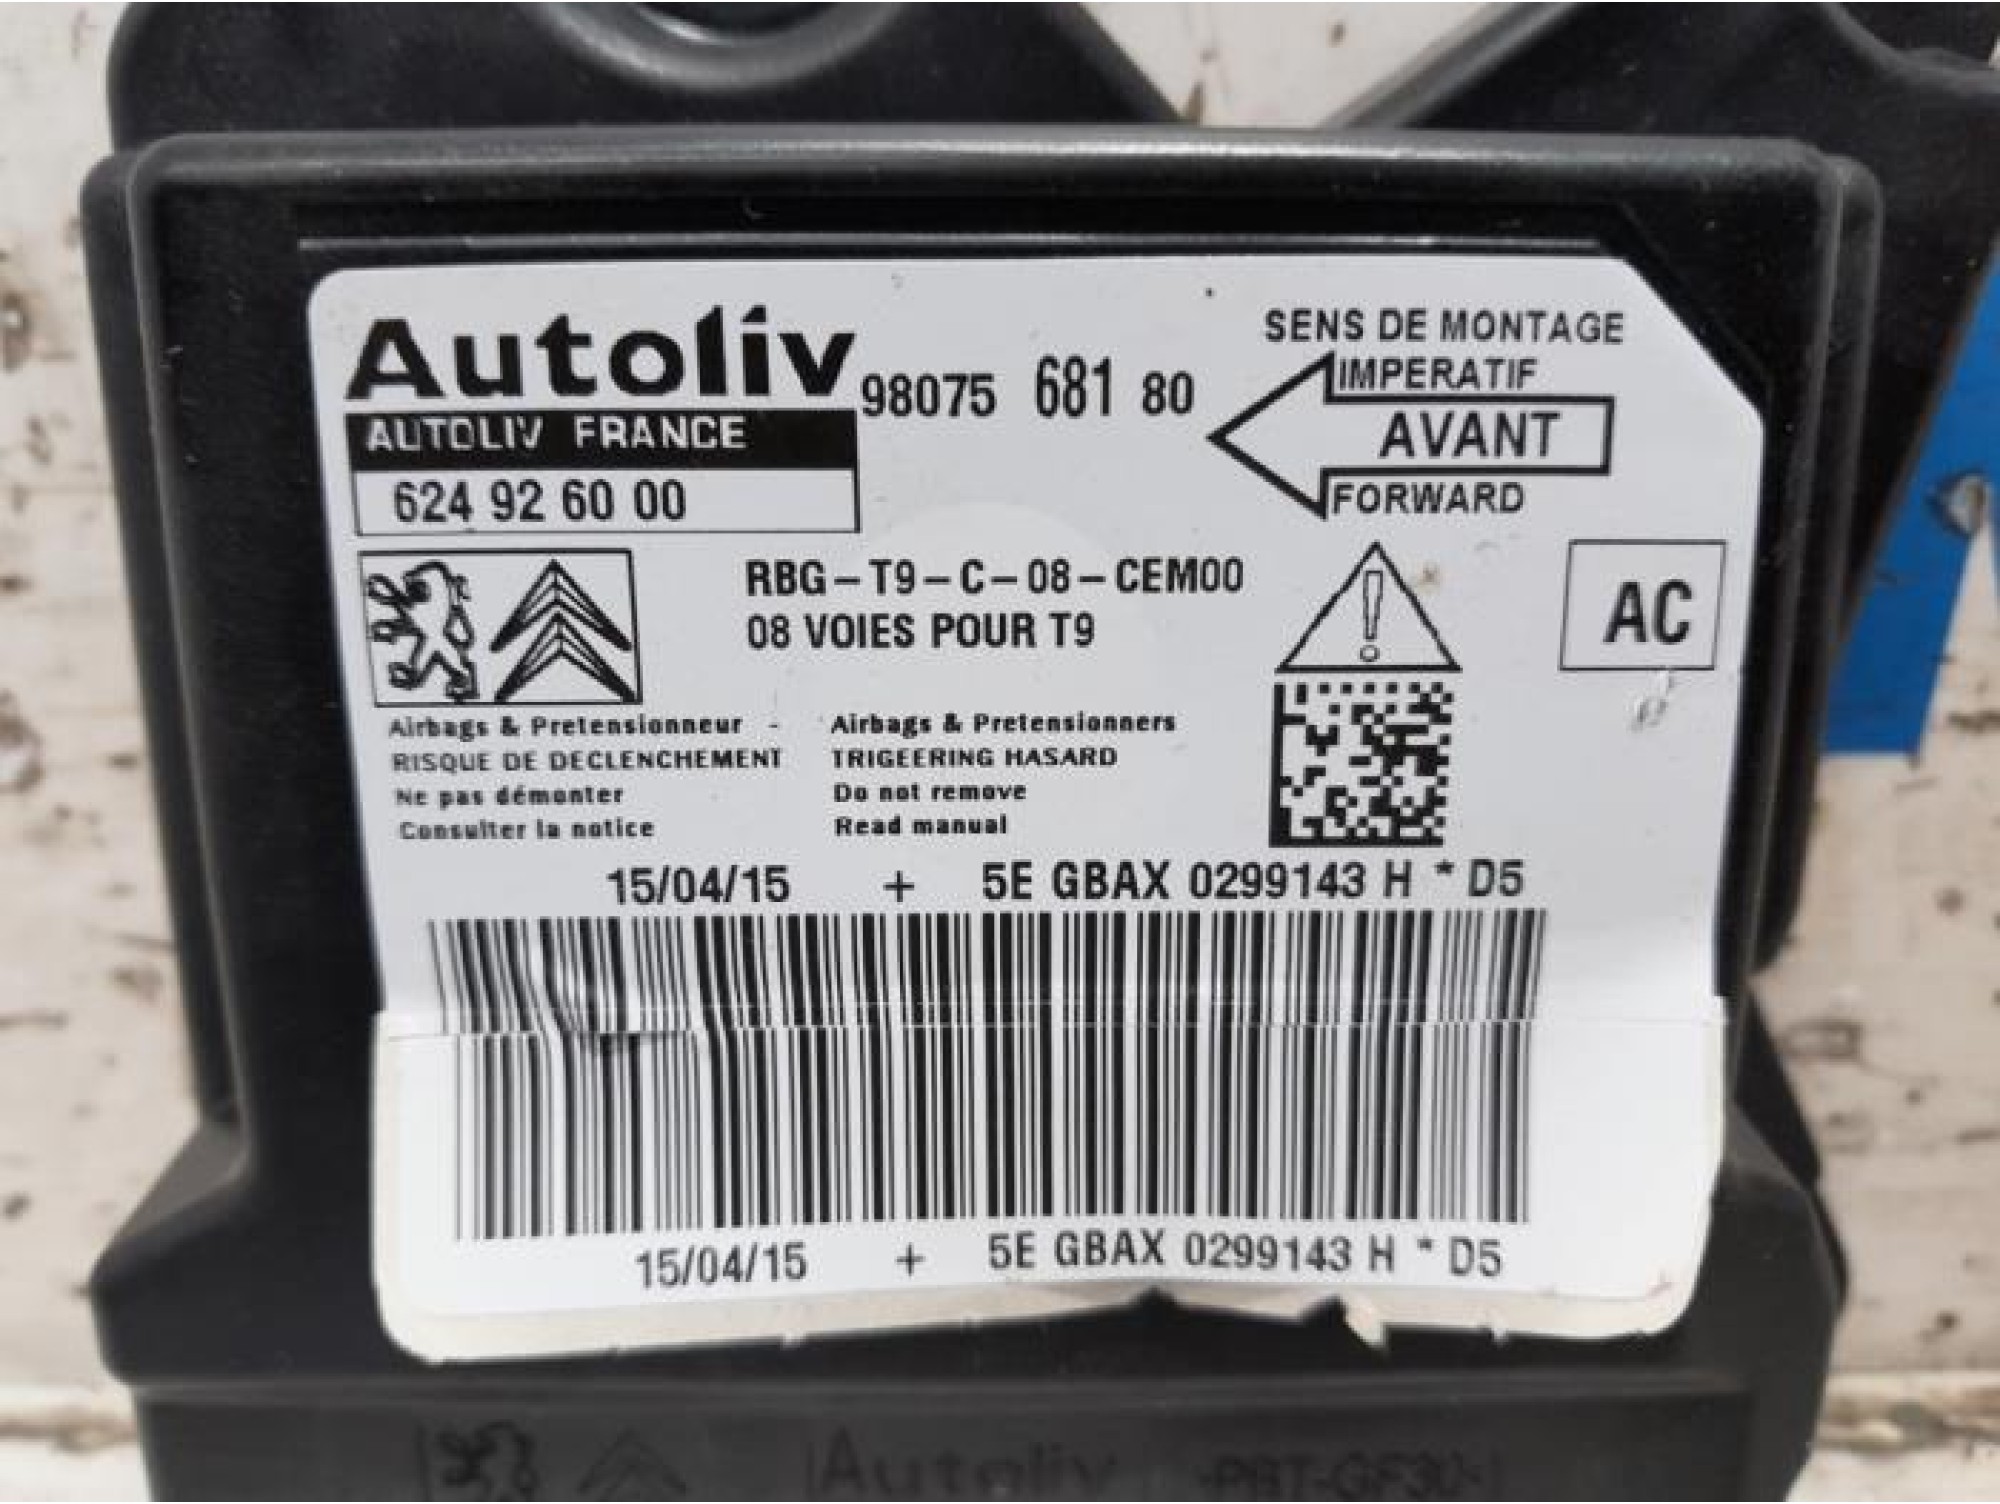 Autoliv
98075 681 80
SENS DE MONTAGE
IMPERATIF
AVANT
FORWARD
AUTOLIV FRANCE
624 92 60 00
RBG-T9-C-08-CEM00
08 VOIES POUR T9
AC
Airbags & Pretensionneur -
RISQUE DE DECLENCHEMENT
Ne pas démonter
Consulter la notice
Airbags & Pretensionners
TRIGEERING HASARD
Do not remove
Read manual
15/04/15 + 5E GBAX 0299143 H * D5
15/04/15 + 5E GBAX 0299143 H * D5
Autoliv